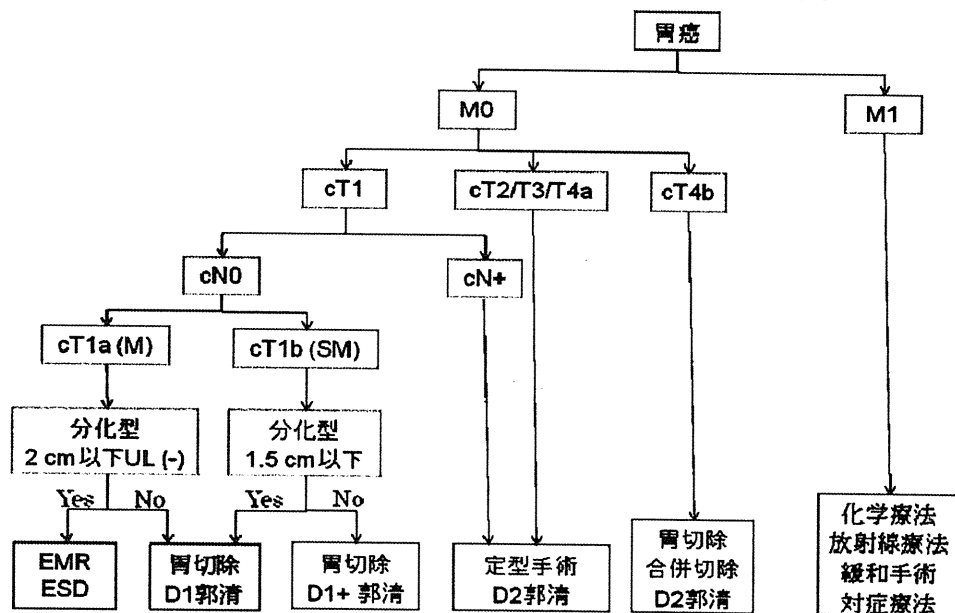 胃癌
M0
M1
cT1
cT2/T3/T4a
cT4b
cN0
cN+
cT1a (M)
cT1b (SM)
分化型
2 cm以下UL (-)
分化型
1.5 cm以下
Yes
No
Yes
No
EMR
ESD
胃切除
D1郭清
胃切除
D1+ 郭清
定型手術
D2郭清
胃切除
合併切除
D2郭清
化学療法
放射線療法
緩和手術
対症療法